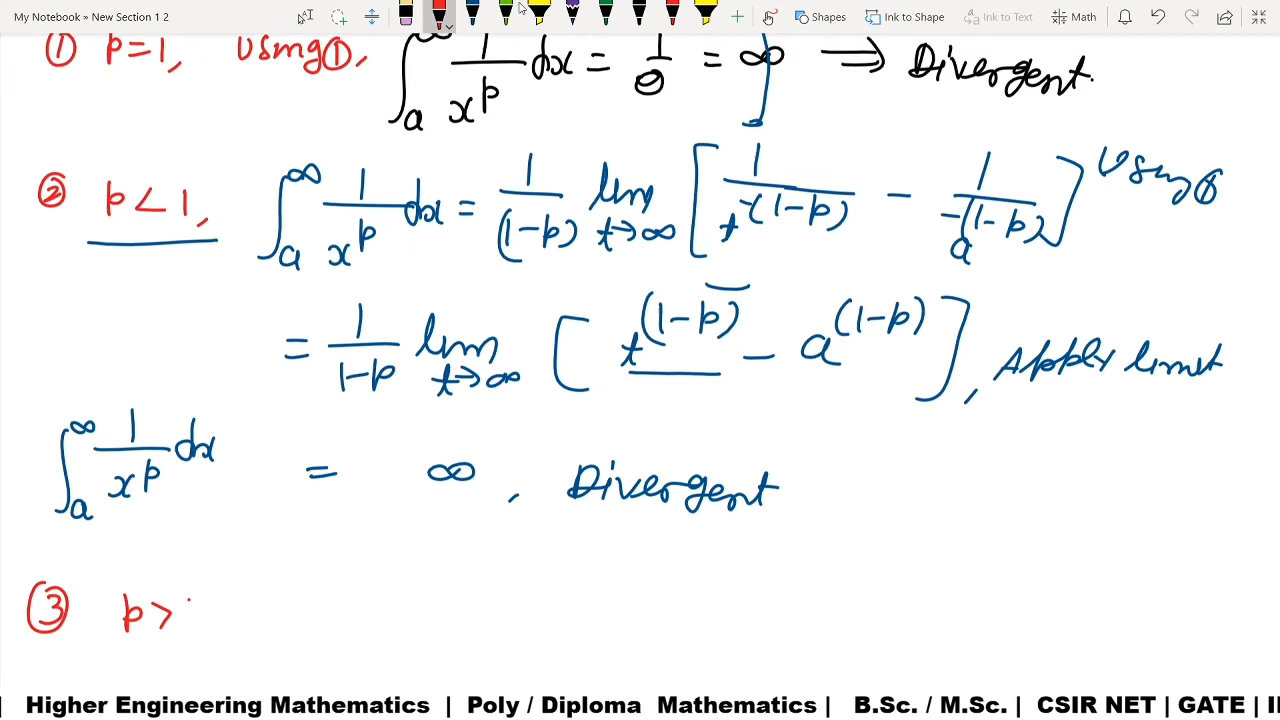 My Notebook » New Section 1 2
Shapes Ink to Shape Ink to Text Math
① p=1, Using①, ∫ₐ^∞ 1/x^p dx = 1/0 = ∞ ⟹ Divergent.
② p<1, ∫ₐ^∞ 1/x^p dx = 1/(1-p) lim t→∞ [ 1/t^-(1-p) - 1/a^-(1-p) ] Using
= 1/1-p lim t→∞ [ t^(1-p) - a^(1-p) ], Apply limit
∫ₐ^∞ 1/x^p dx = ∞, Divergent
③ p >
| Higher Engineering Mathematics | Poly / Diploma Mathematics | B.Sc. / M.Sc. | CSIR NET | GATE |